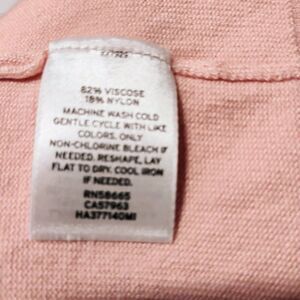 82% VISCOSE
18% NYLON
MACHINE WASH COLD
GENTLE CYCLE WITH LIKE
COLORS, ONLY
NON-CHLORINE BLEACH IF
NEEDED. RESHAPE, LAY
FLAT TO DRY. COOL IRON
IF NEEDED.
RN58665
CA57963
HA377140MI